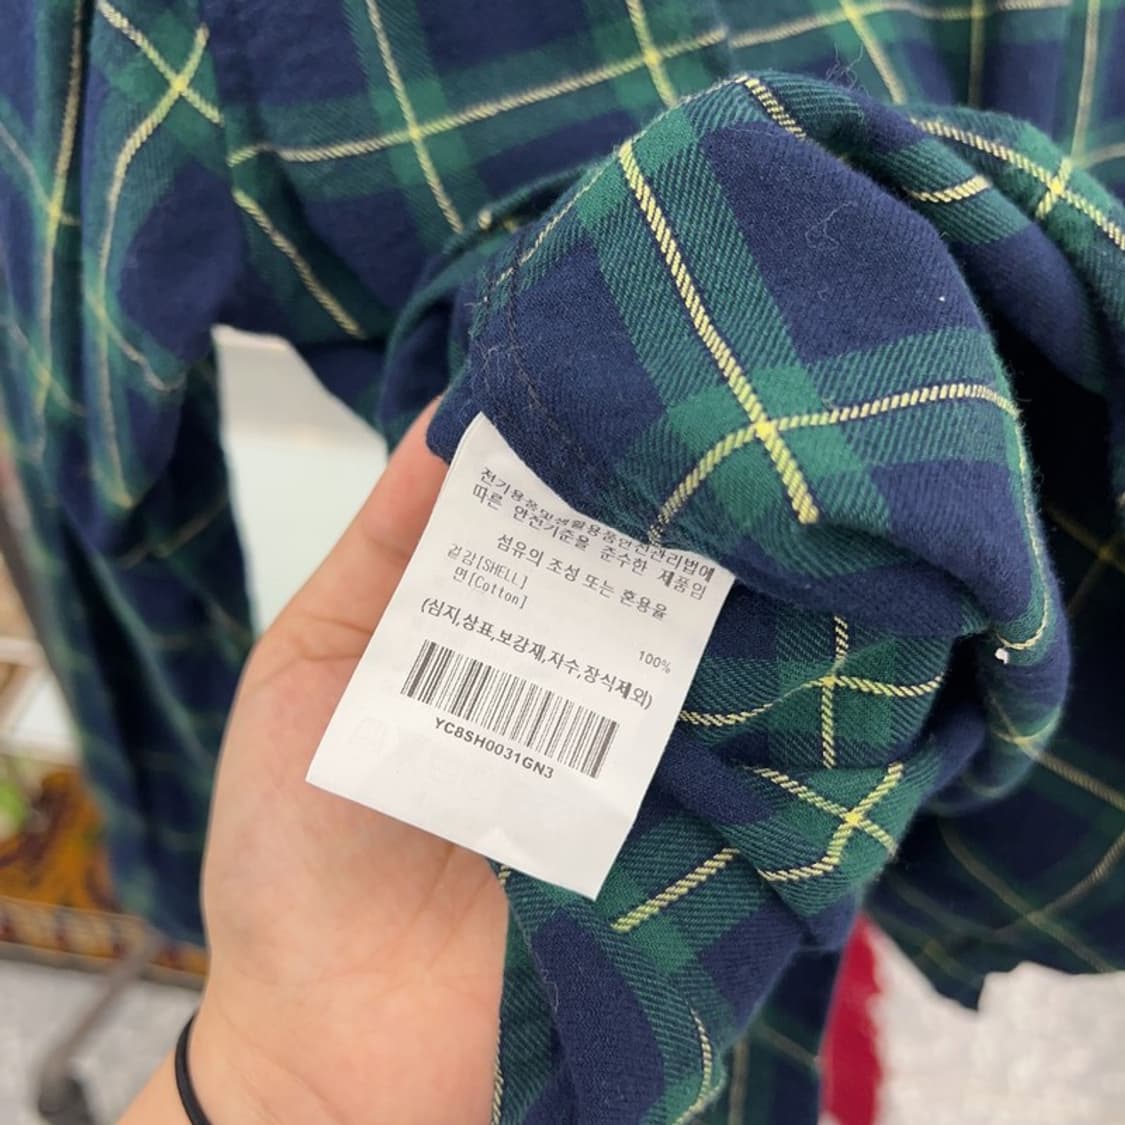 전기용품및생활용품안전관리법에
따른 안전기준을 준수한 제품임
섬유의 조성 또는 혼용율
겉감[SHELL]
면[Cotton]
100%
(심지,상표,보강재,자수,장식제외)
YC8SH0031GN3